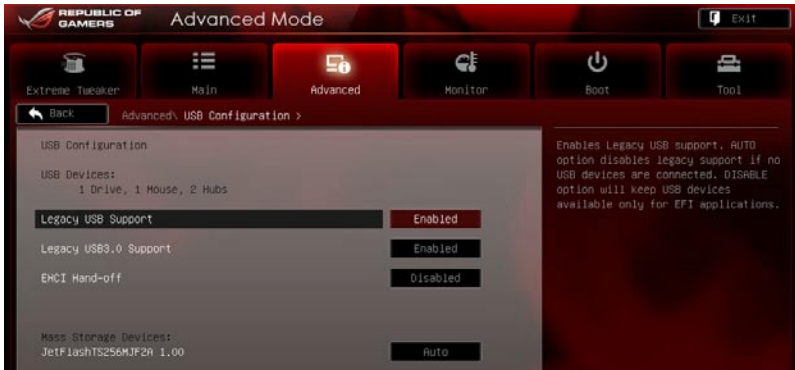 REPUBLIC OF
GAMERS
Advanced Mode
Exit
Extreme Tweaker
Main
Advanced
Monitor
Boot
Tool
Back
Advanced\ USB Configuration >
USB Configuration
USB Devices:
1 Drive, 1 Mouse, 2 Hubs
Legacy USB Support Enabled
Legacy USB3.0 Support Enabled
EHCI Hand-off Disabled
Mass Storage Devices:
JetFlashTS256MJF2A 1.00 Auto
Enables Legacy USB support. AUTO
option disables legacy support if no
USB devices are connected. DISABLE
option will keep USB devices
available only for EFI applications.